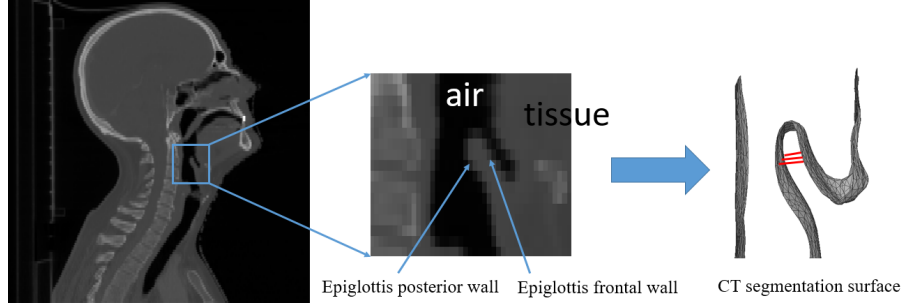 air
tissue
Epiglottis posterior wall
Epiglottis frontal wall
CT segmentation surface